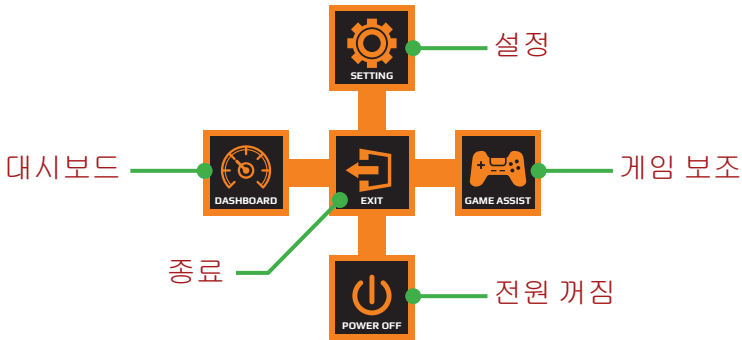 설정
SETTING
대시보드
DASHBOARD
EXIT
GAME ASSIST
게임 보조
종료
POWER OFF
전원 꺼짐